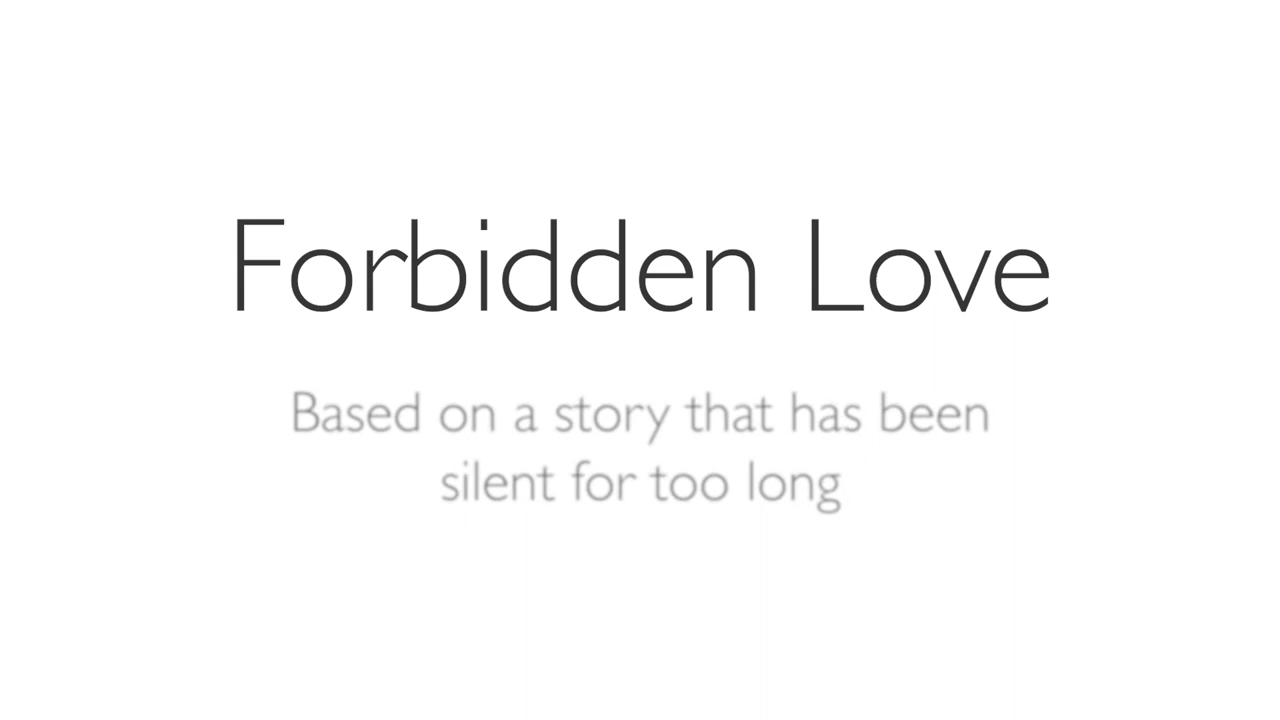 Forbidden Love
Based on a story that has been
silent for too long